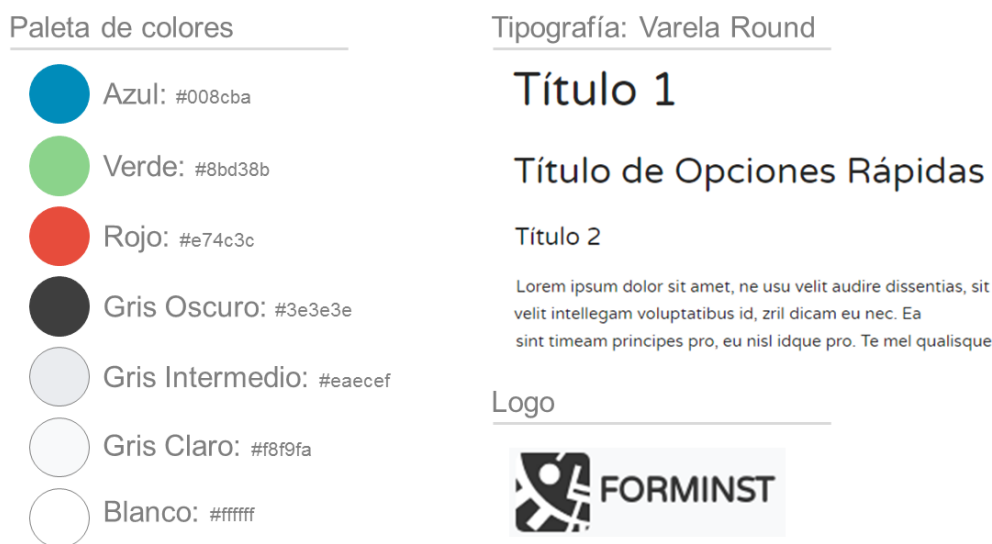 Paleta de colores
Azul: #008cba
Verde: #8bd38b
Rojo: #e74c3c
Gris Oscuro: #3e3e3e
Gris Intermedio: #eaecef
Gris Claro: #f8f9fa
Blanco: #ffffff
Tipografía: Varela Round
Título 1
Título de Opciones Rápidas
Título 2
Lorem ipsum dolor sit amet, ne usu velit audire dissentias, sit
velit intellegam voluptatibus id, zril dicam eu nec. Ea
sint timeam principes pro, eu nisl idque pro. Te mel qualisque
Logo
FORMINST